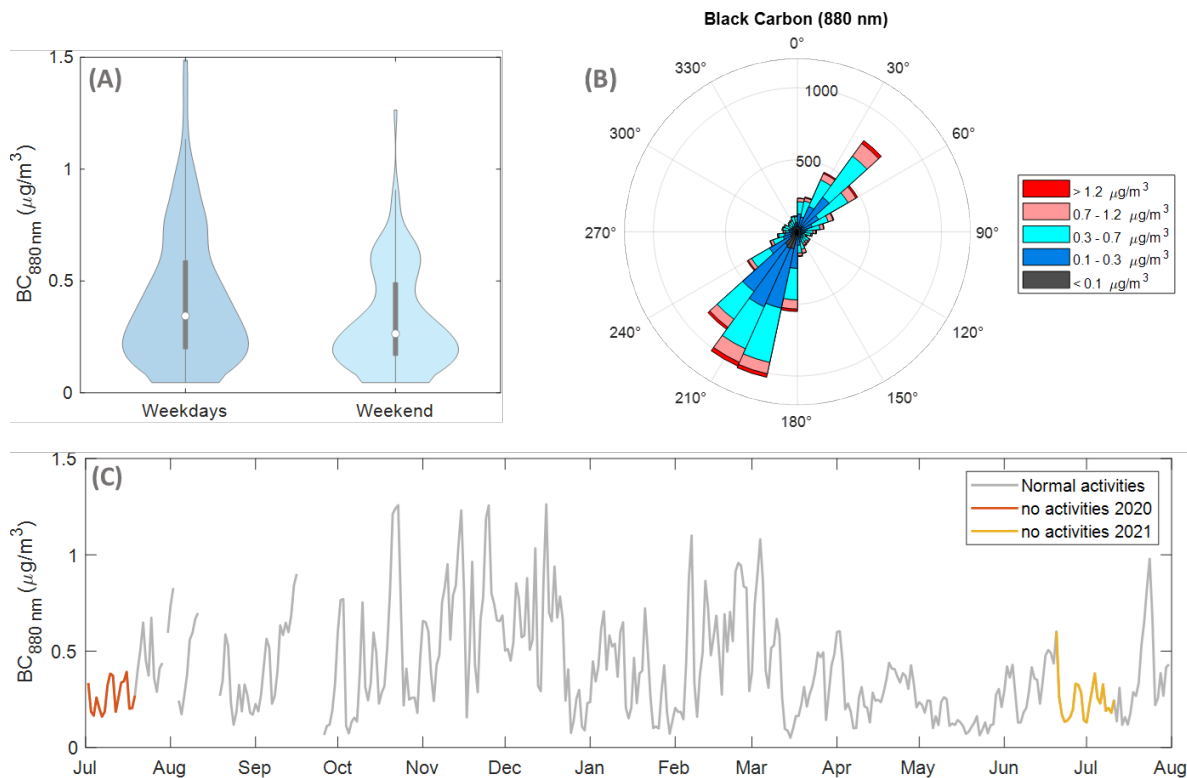 (A)
1.5
1
0.5
0
BC880 nm (μg/m3)
Weekdays Weekend
Black Carbon (880 nm)
(B)
0°
330° 30°
1000
300° 60°
500
270° 90°
240° 120°
210° 150°
180°
> 1.2 μg/m3
0.7 - 1.2 μg/m3
0.3 - 0.7 μg/m3
0.1 - 0.3 μg/m3
< 0.1 μg/m3
(C)
1.5
1
0.5
0
BC880 nm (μg/m3)
Normal activities
no activities 2020
no activities 2021
Jul Aug Sep Oct Nov Dec Jan Feb Mar Apr May Jun Jul Aug